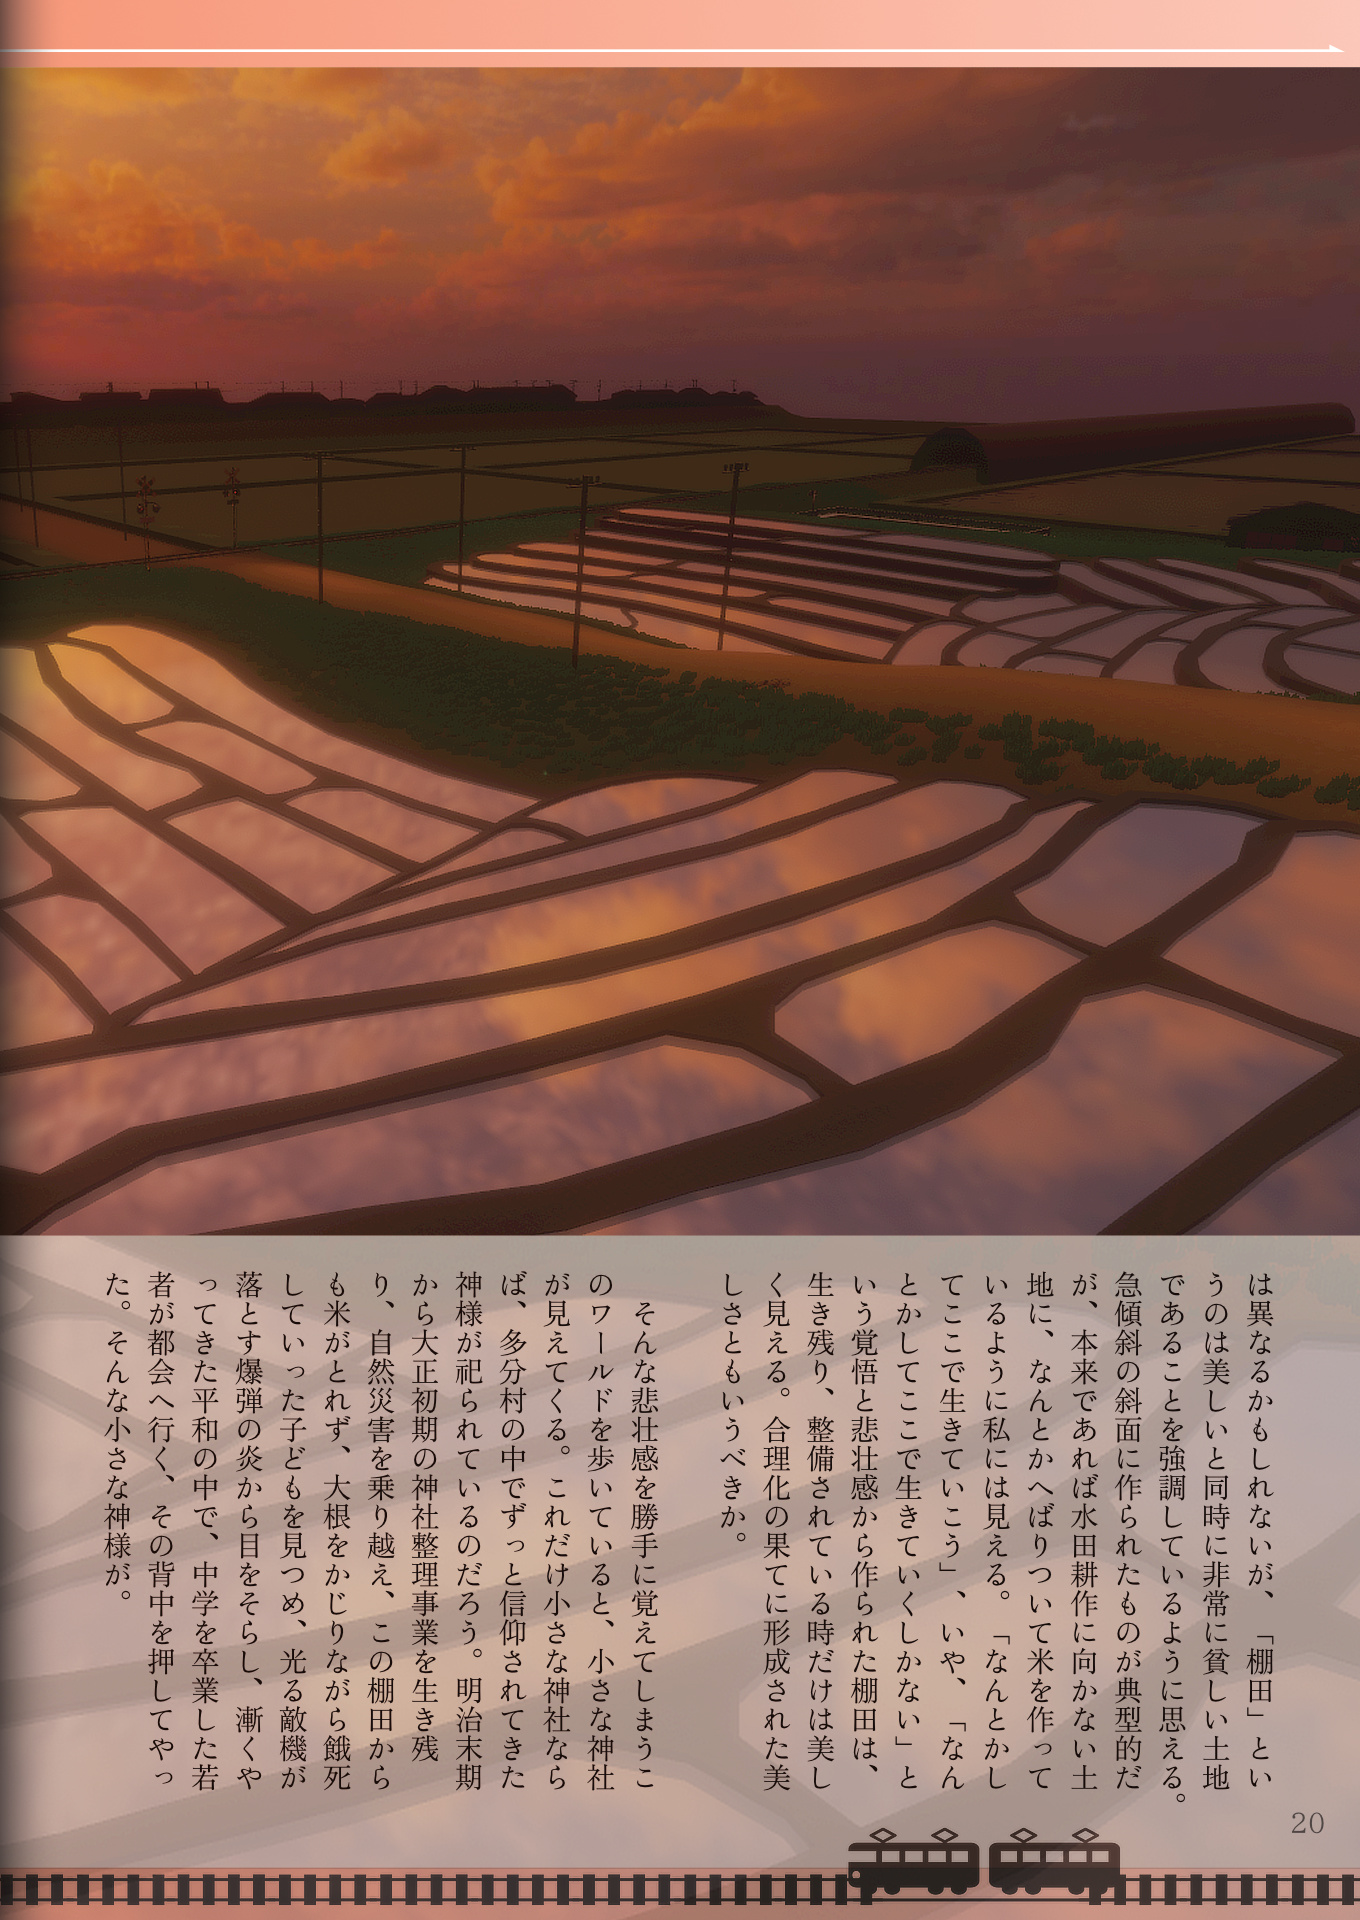 は異なるかもしれないが、「棚田」とい
うのは美しいと同時に非常に貧しい土地
であることを強調しているように思える。
急傾斜の斜面に作られたものが典型的だ
が、本来であれば水田耕作に向かない土
地に、なんとかへばりついて米を作って
いるように私には見える。「なんとかし
てここで生きていこう」、いや、「なん
とかしてここで生きていくしかない」と
いう覚悟と悲壮感から作られた棚田は、
生き残り、整備されている時だけは美し
く見える。合理化の果てに形成された美
しさともいうべきか。
そんな悲壮感を勝手に覚えてしまうこ
のワールドを歩いていると、小さな神社
が見えてくる。これだけ小さな神社なら
ば、多分村の中でずっと信仰されてきた
神様が祀られているのだろう。明治末期
から大正初期の神社整理事業を生き残
り、自然災害を乗り越え、この棚田から
も米がとれず、大根をかじりながら餓死
していった子どもを見つめ、光る敵機が
落とす爆弾の炎から目をそらし、漸くや
ってきた平和の中で、中学を卒業した若
者が都会へ行く、その背中を押してやっ
た。そんな小さな神様が。
20